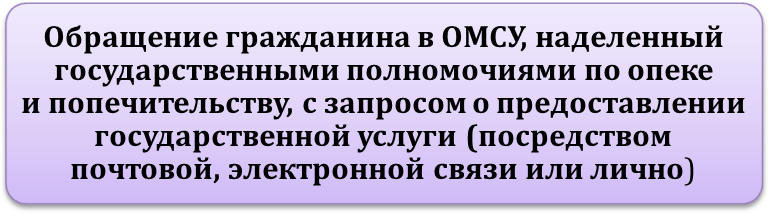 Обращение гражданина в ОМСУ, наделенный
государственными полномочиями по опеке
и попечительству, с запросом о предоставлении
государственной услуги (посредством
почтовой, электронной связи или лично)